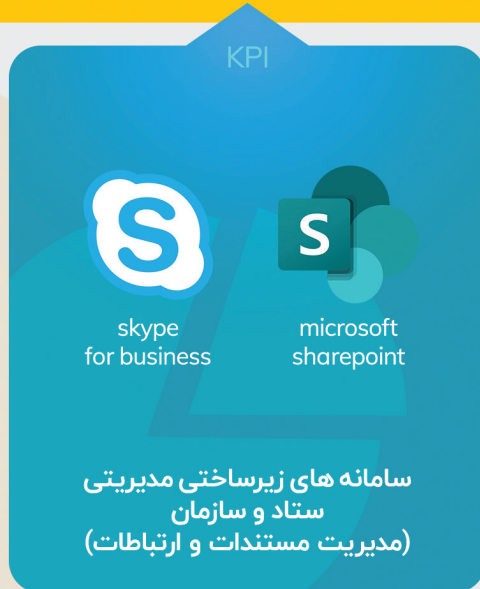 KPI
S
S
skype
for business
microsoft
sharepoint
سامانه های زیرساختی مدیریتی
ستاد و سازمان
(مدیریت مستندات و ارتباطات)